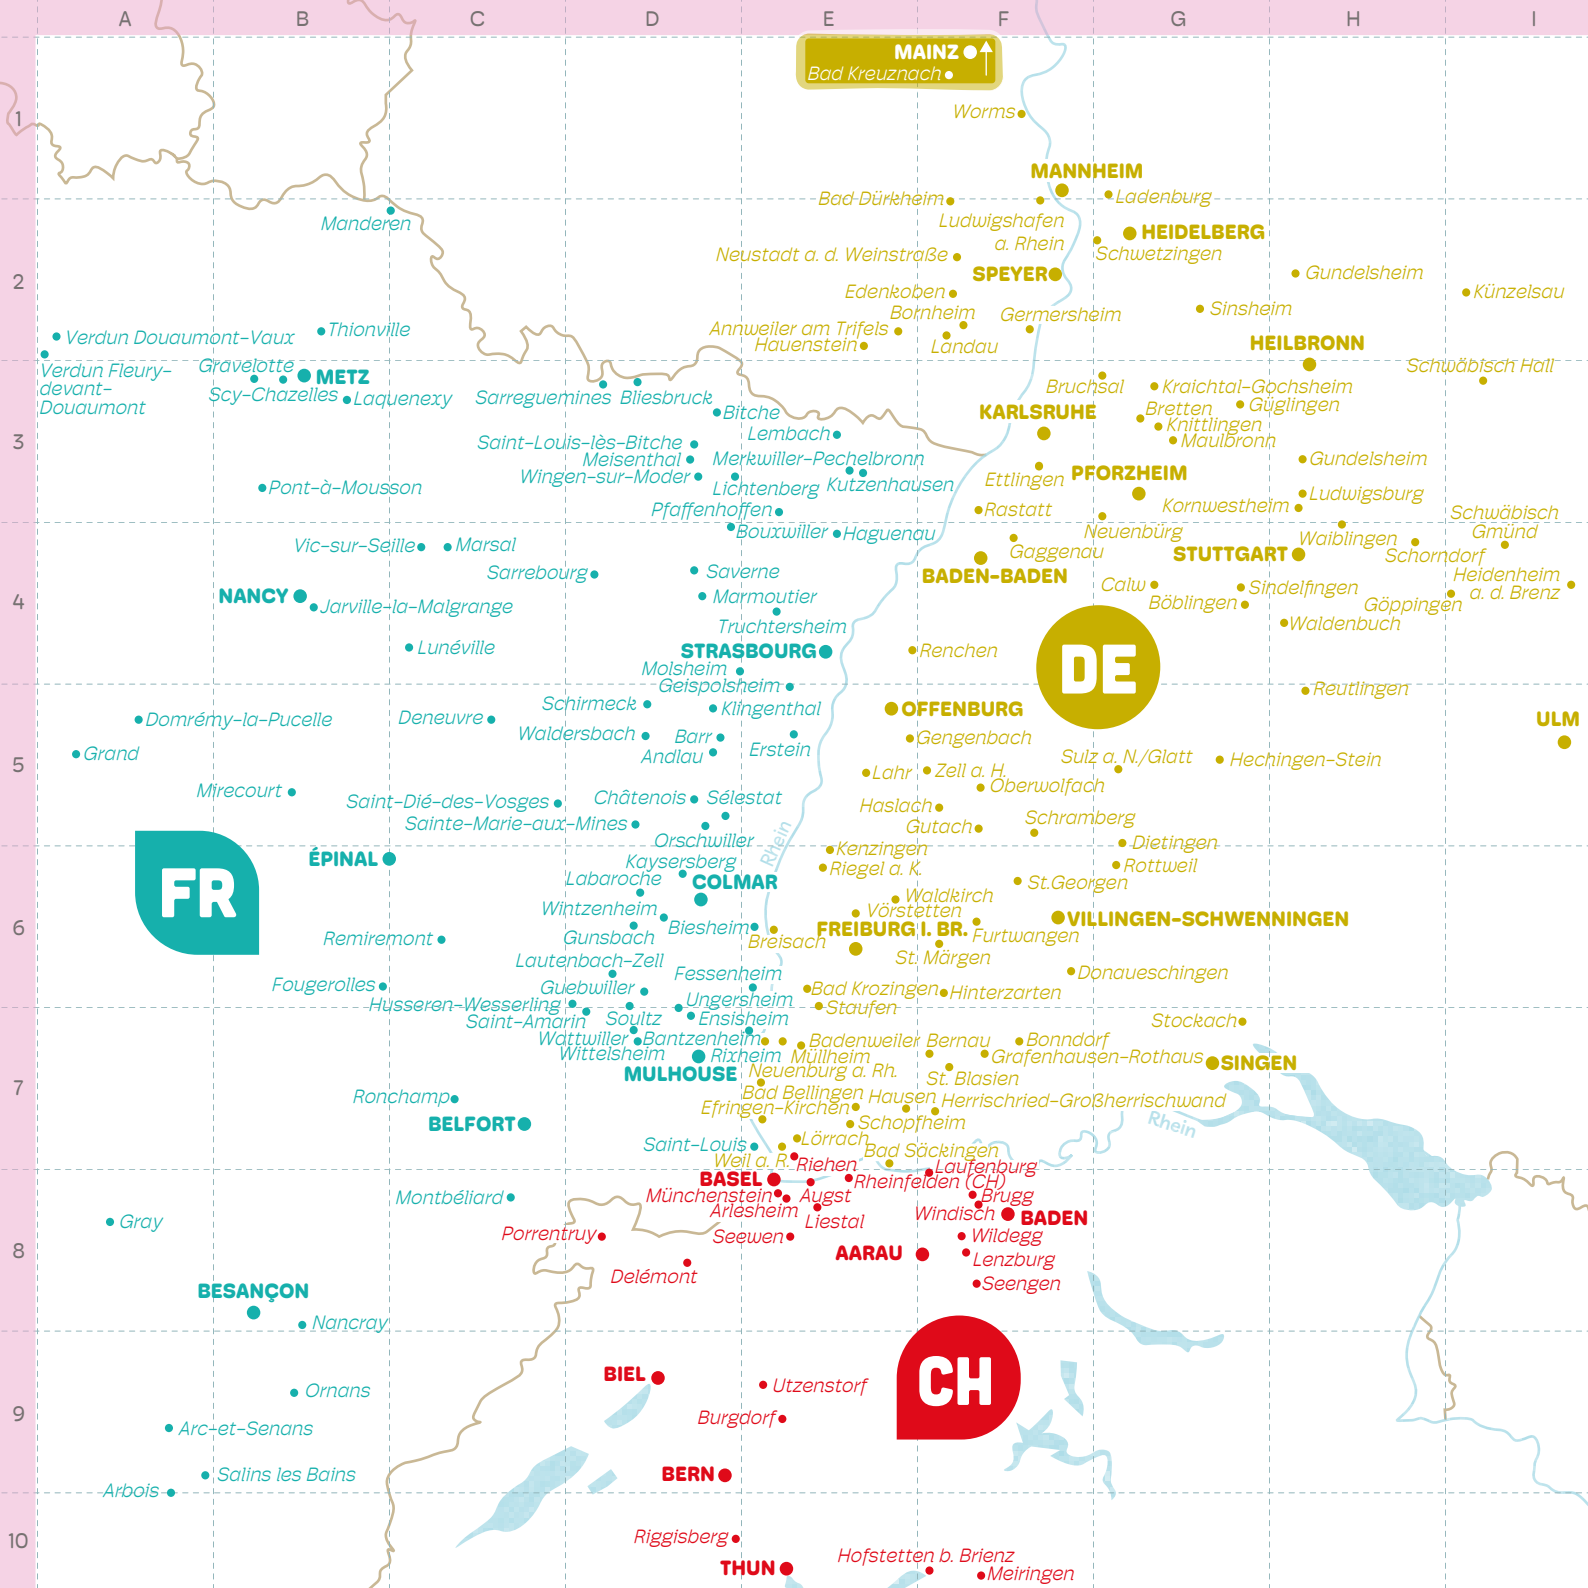 A B C D E F G H I
MAINZ
Bad Kreuznach
1
Worms
MANNHEIM
Bad Dürkheim
Ladenburg
Ludwigshafen
a. Rhein
Manderen
HEIDELBERG
Schwetzingen
Neustadt a. d. Weinstraße
SPEYER
Gundelsheim
2
Edenkoben
Künzelsau
Bornheim
Germersheim
Sinsheim
Verdun Douaumont-Vaux
Thionville
Annweiler am Trifels
Hauenstein
Landau
HEILBRONN
Verdun Fleury-
devant-
Douaumont
Gravelotte
METZ
Scy-Chazelles
Laquenexy
Sarreguemines
Bliesbruck
Bruchsal
Kraichtal-Gochsheim
Schwäbisch Hall
Bitche
KARLSRUHE
Bretten
Güglingen
3
Lembach
Knittlingen
Maulbronn
Saint-Louis-lès-Bitche
Meisenthal
Merkwiller-Pechelbronn
Gundelsheim
Wingen-sur-Moder
Lichtenberg
Kutzenhausen
Ettlingen
PFORZHEIM
Pont-à-Mousson
Ludwigsburg
Pfaffenhoffen
Rastatt
Kornwestheim
Schwäbisch
Gmünd
Bouxwiller
Haguenau
Neuenbürg
Waiblingen
Vic-sur-Seille
Marsal
Gaggenau
STUTTGART
Schorndorf
Sarrebourg
Saverne
BADEN-BADEN
Heidenheim
a. d. Brenz
NANCY
4
Marmoutier
Calw
Sindelfingen
Jarville-la-Malgrange
Böblingen
Göppingen
Truchtersheim
Waldenbuch
Lunéville
STRASBOURG
Renchen
DE
Molsheim
Geispolsheim
Reutlingen
Schirmeck
Klingenthal
OFFENBURG
Domrémy-la-Pucelle
Deneuvre
ULM
Waldersbach
Barr
Gengenbach
Grand
Andlau
Erstein
Sulz a. N./Glatt
Hechingen-Stein
5
Lahr
Zell a. H.
Oberwolfach
Mirecourt
Saint-Dié-des-Vosges
Châtenois
Sélestat
Haslach
Sainte-Marie-aux-Mines
Gutach
Schramberg
Orschwiller
Rhein
Kenzingen
Dietingen
ÉPINAL
Kaysersberg
Riegel a. K.
Rottweil
FR
Labaroche
COLMAR
St.Georgen
Waldkirch
Wintzenheim
Vörstetten
VILLINGEN-SCHWENNINGEN
6
Biesheim
FREIBURG I. BR.
Remiremont
Gunsbach
Breisach
Furtwangen
Lautenbach-Zell
St. Märgen
Fessenheim
Donaueschingen
Fougerolles
Guebwiller
Bad Krozingen
Hinterzarten
Husseren-Wesserling
Ungersheim
Staufen
Saint-Amarin
Soultz
Ensisheim
Stockach
Wattwiller
Bantzenheim
Badenweiler
Bernau
Bonndorf
Wittelsheim
Rixheim
Müllheim
Grafenhausen-Rothaus
SINGEN
MULHOUSE
Neuenburg a. Rh.
St. Blasien
7
Ronchamp
Bad Bellingen
Hausen
Herrischried-Großherrischwand
Efringen-Kirchen
BELFORT
Schopfheim
Rhein
Saint-Louis
Lörrach
Bad Säckingen
Weil a. R.
Riehen
Laufenburg
BASEL
Rheinfelden (CH)
Montbéliard
Münchenstein
Augst
Brugg
Arlesheim
Windisch
BADEN
Gray
Liestal
Porrentruy
Seewen
Wildegg
8
AARAU
Lenzburg
Delémont
Seengen
BESANÇON
Nancray
CH
BIEL
Utzenstorf
Ornans
9
Burgdorf
Arc-et-Senans
Salins les Bains
BERN
Arbois
10
Riggisberg
Hofstetten b. Brienz
THUN
Meiringen